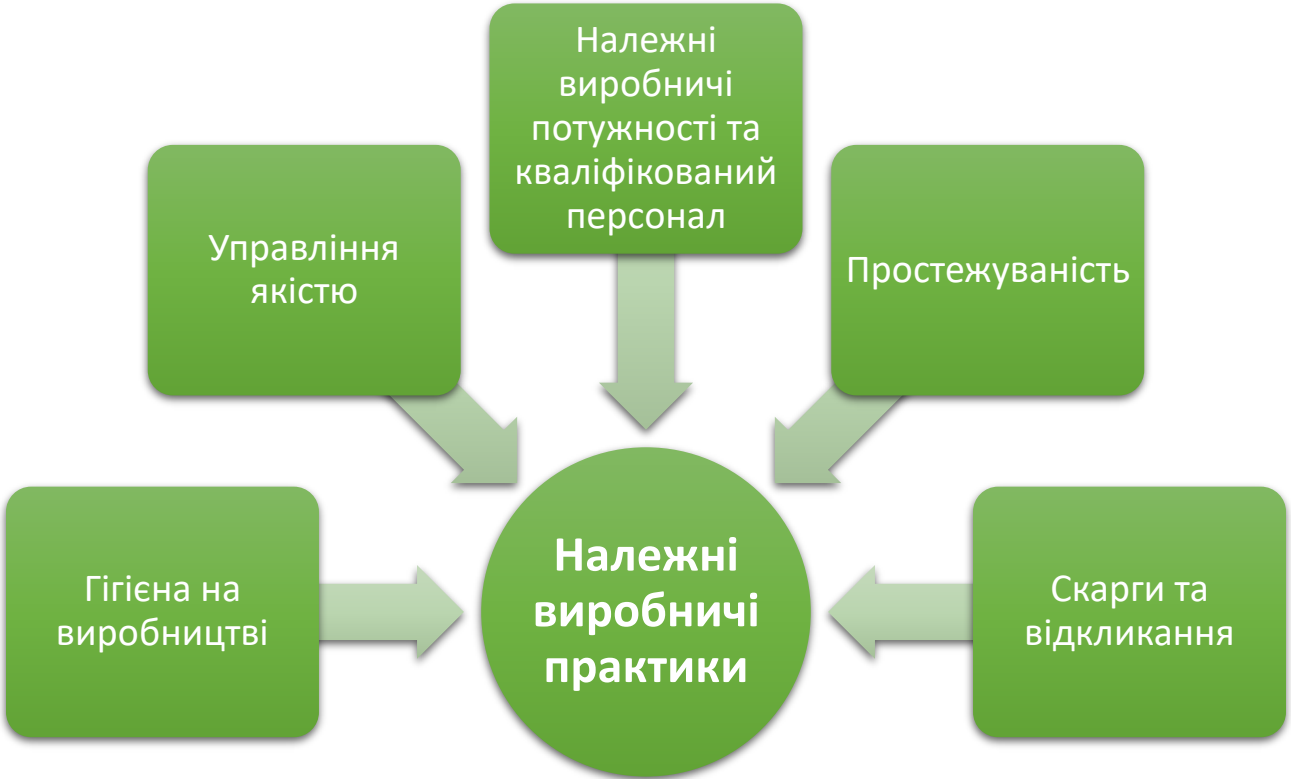 Належні
виробничі
потужності та
кваліфікований
персонал
Управління
якістю
Простежуваність
Гігієна на
виробництві
Належні
виробничі
практики
Скарги та
відкликання